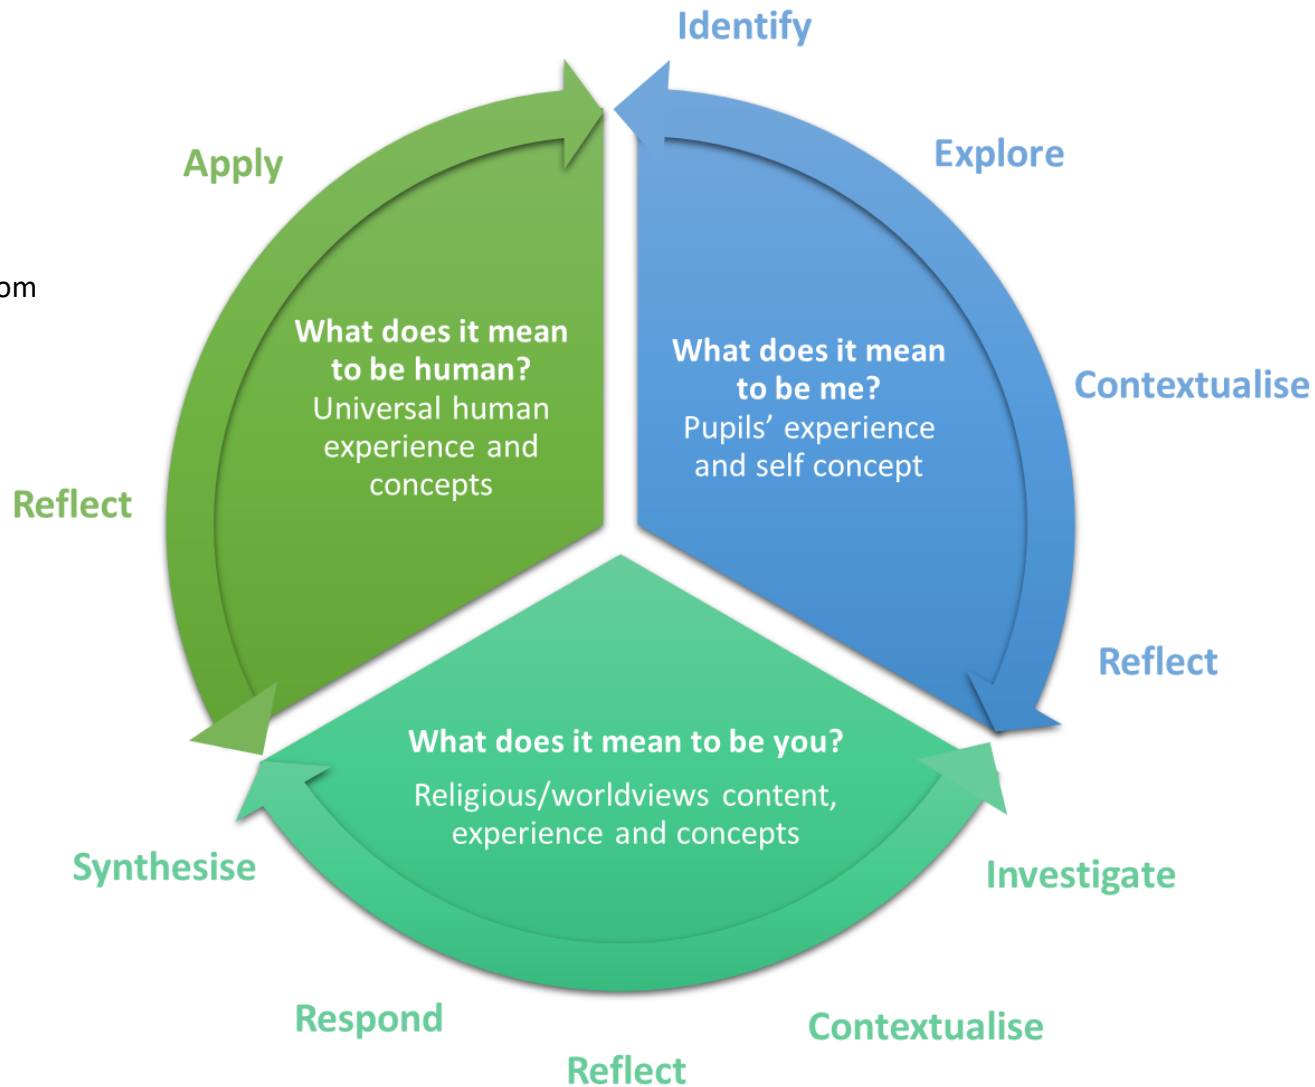 Identify
Explore
Contextualise
Reflect
Investigate
Contextualise
Reflect
Respond
Synthesise
Reflect
Apply
om
What does it mean
to be human?
Universal human
experience and
concepts
What does it mean
to be me?
Pupils’ experience
and self concept
What does it mean to be you?
Religious/worldviews content,
experience and concepts